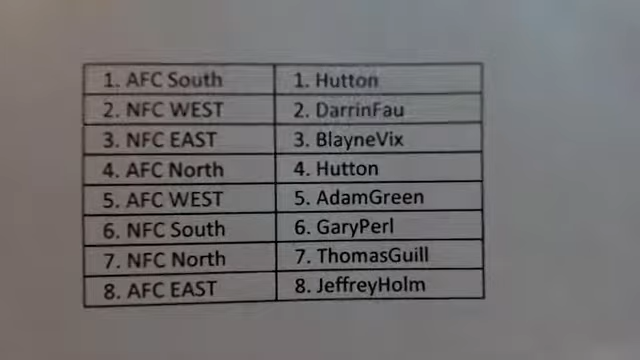 1. AFC South 1. Hutton
2. NFC WEST 2. DarrinFau
3. NFC EAST 3. BlayneVix
4. AFC North 4. Hutton
5. AFC WEST 5. AdamGreen
6. NFC South 6. GaryPerl
7. NFC North 7. ThomasGuill
8. AFC EAST 8. JeffreyHolm